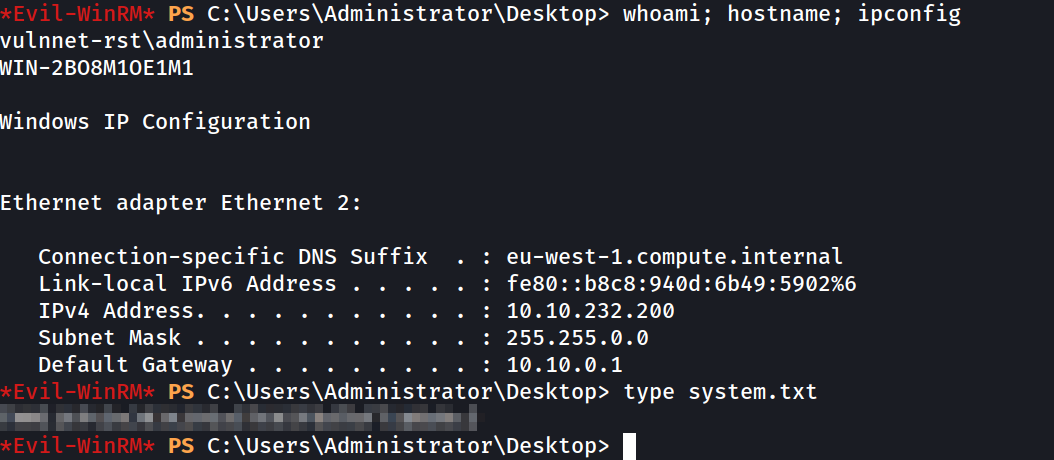 *Evil-WinRM* PS C:\Users\Administrator\Desktop> whoami; hostname; ipconfig
vulnnet-rst\administrator
WIN-2BO8M1OE1M1
Windows IP Configuration
Ethernet adapter Ethernet 2:
Connection-specific DNS Suffix . : eu-west-1.compute.internal
Link-local IPv6 Address . . . . . : fe80::b8c8:940d:6b49:5902%6
IPv4 Address. . . . . . . . . . . : 10.10.232.200
Subnet Mask . . . . . . . . . . . : 255.255.0.0
Default Gateway . . . . . . . . . : 10.10.0.1
*Evil-WinRM* PS C:\Users\Administrator\Desktop> type system.txt
*Evil-WinRM* PS C:\Users\Administrator\Desktop>